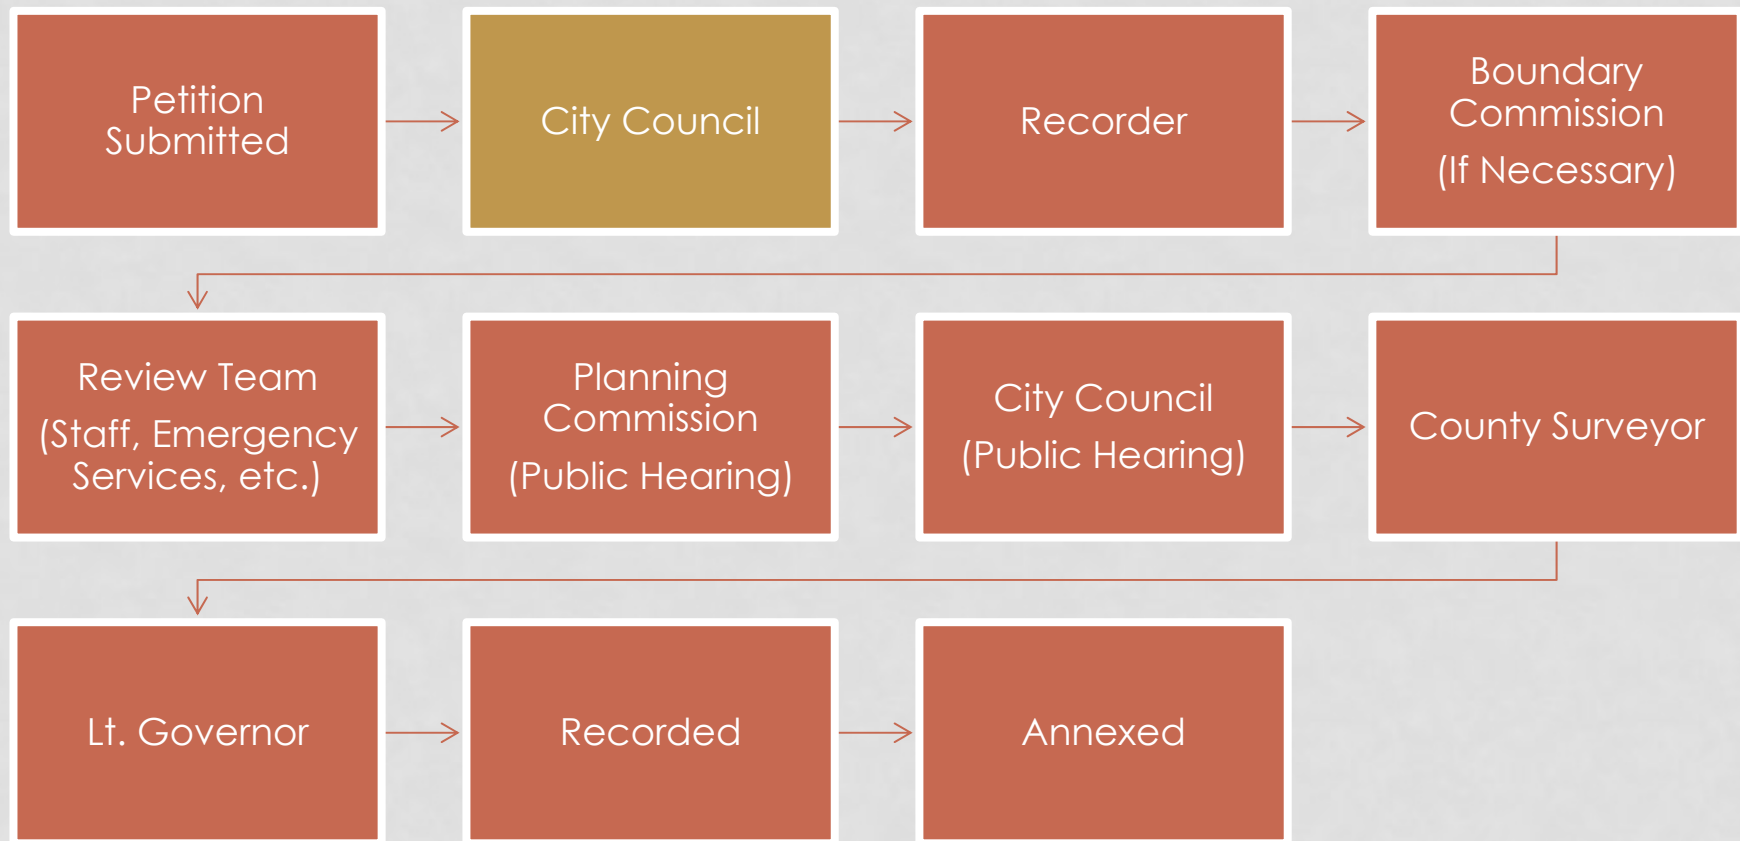 Petition
Submitted
City Council
Recorder
Boundary
Commission
(If Necessary)
Review Team
(Staff, Emergency
Services, etc.)
Planning
Commission
(Public Hearing)
City Council
(Public Hearing)
County Surveyor
Lt. Governor
Recorded
Annexed